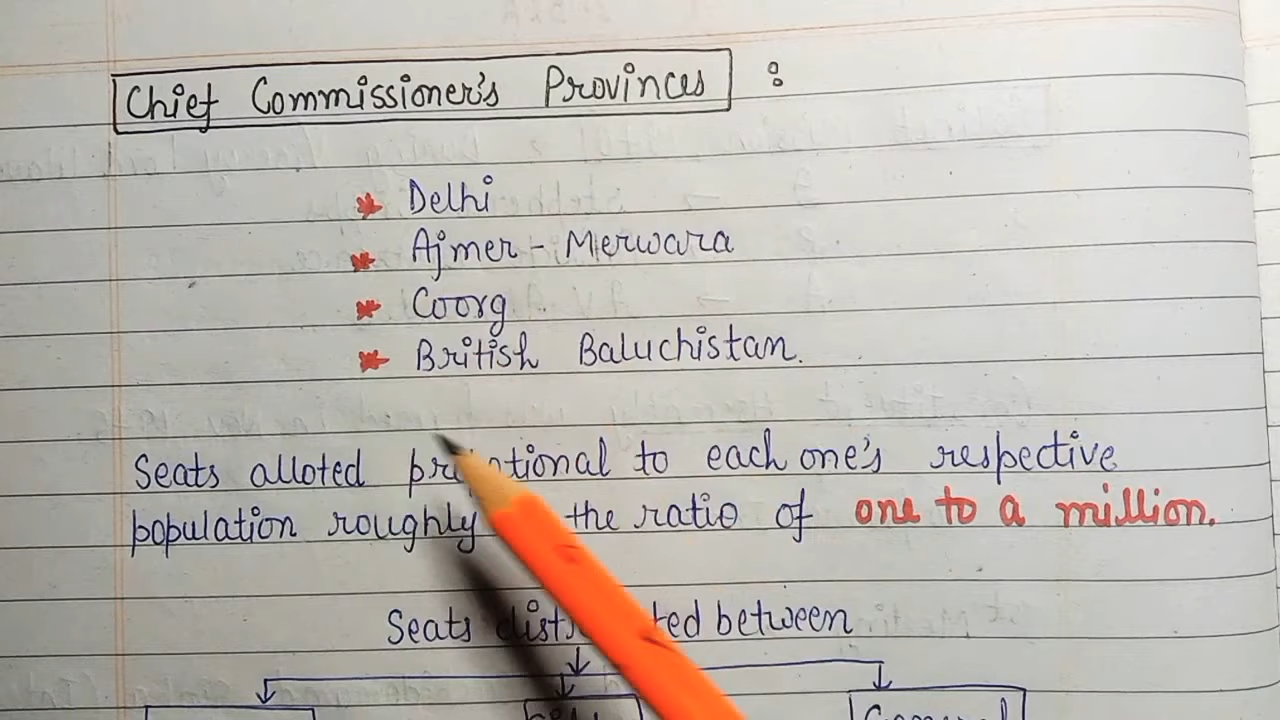 Chief Commissioner's Provinces :
Delhi
Ajmer - Merwara
Coorg
British Baluchistan.
Seats alloted to each one's respective
population roughly the ratio of one to a million.
Seats between
General